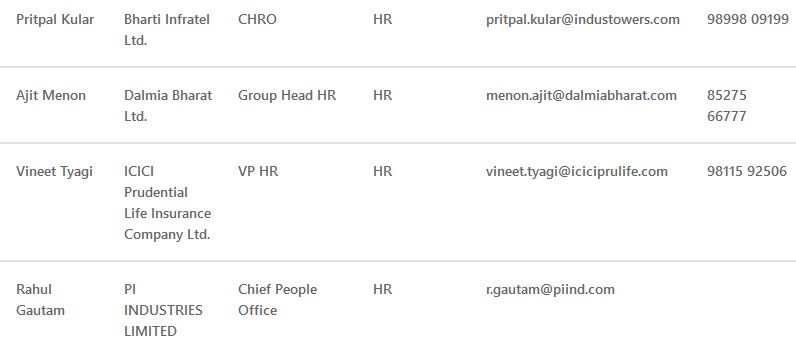 Pritpal Kular Bharti Infratel CHRO HR pritpal.kular@industowers.com 98998 09199
Ltd.
Ajit Menon Dalmia Bharat Group Head HR HR menon.ajit@dalmiabharat.com 85275
Ltd. 66777
Vineet Tyagi ICICI VP HR HR vineet.tyagi@iciciprulife.com 98115 92506
Prudential
Life Insurance
Company Ltd.
Rahul PI Chief People HR r.gautam@piind.com
Gautam INDUSTRIES Office
LIMITED